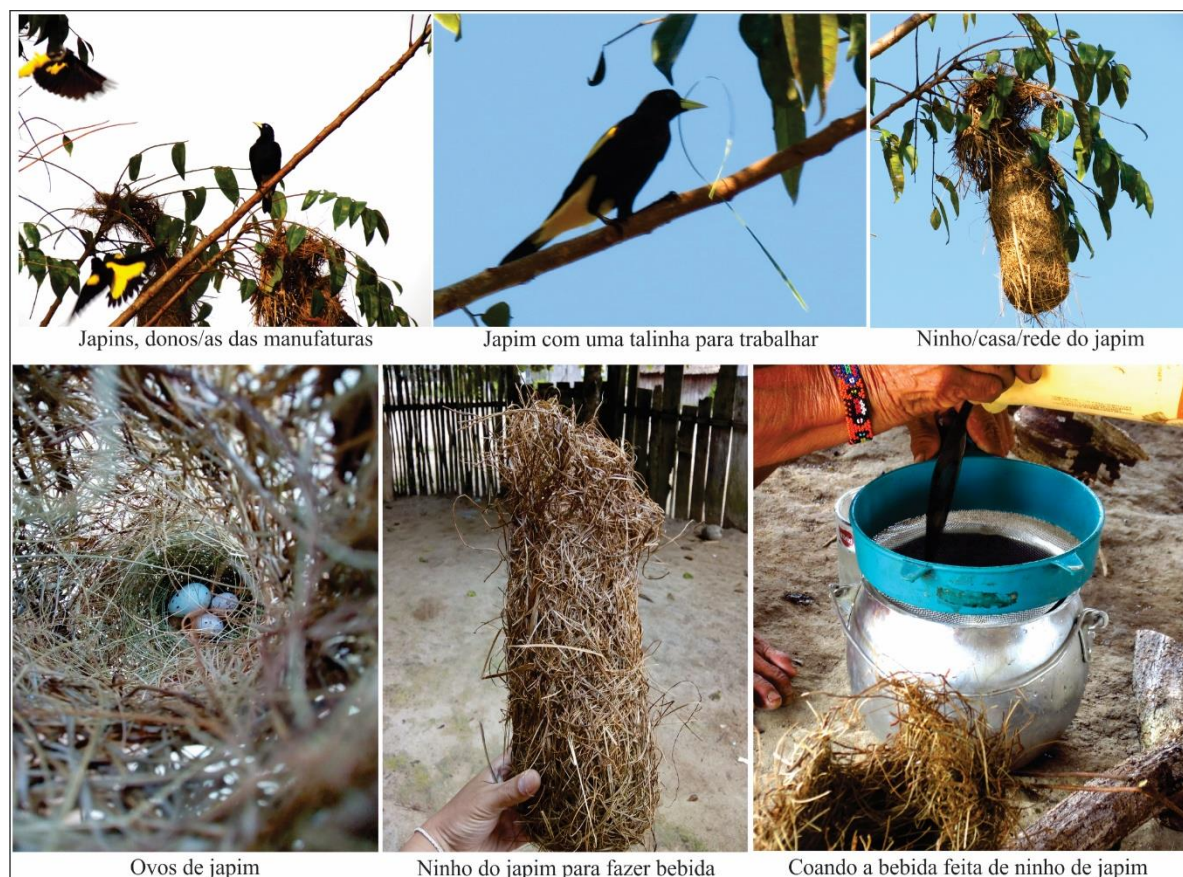 Japins, donos/as das manufaturas
Japim com uma talinha para trabalhar
Ninho/casa/rede do japim
Ovos de japim
Ninho do japim para fazer bebida
Coando a bebida feita de ninho de japim